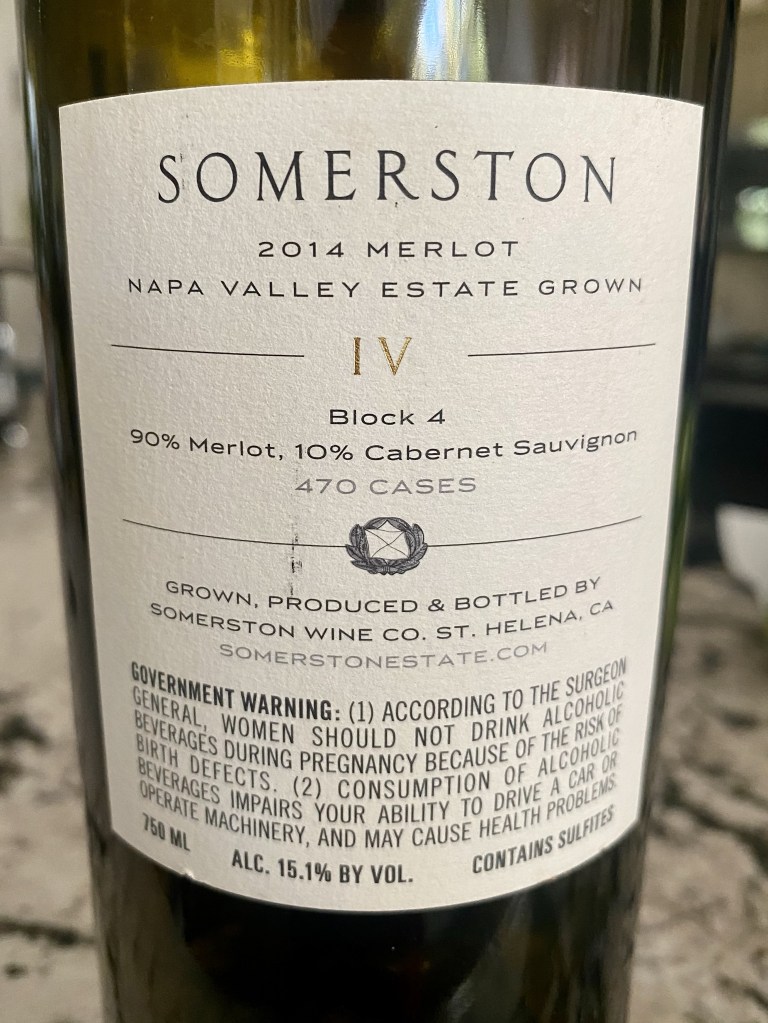 SOMERSTON
2014 MERLOT
NAPA VALLEY ESTATE GROWN
IV
Block 4
90% Merlot, 10% Cabernet Sauvignon
470 CASES
GROWN, PRODUCED & BOTTLED BY
SOMERSTON WINE CO. ST. HELENA, CA
SOMERSTONESTATE.COM
GOVERNMENT WARNING: (1) ACCORDING TO THE SURGEON
GENERAL, WOMEN SHOULD NOT DRINK ALCOHOLIC
BEVERAGES DURING PREGNANCY BECAUSE OF THE RISK OF
BIRTH DEFECTS. (2) CONSUMPTION OF ALCOHOLIC
BEVERAGES IMPAIRS YOUR ABILITY TO DRIVE A CAR OR
OPERATE MACHINERY, AND MAY CAUSE HEALTH PROBLEMS.
750 ML ALC. 15.1% BY VOL. CONTAINS SULFITES